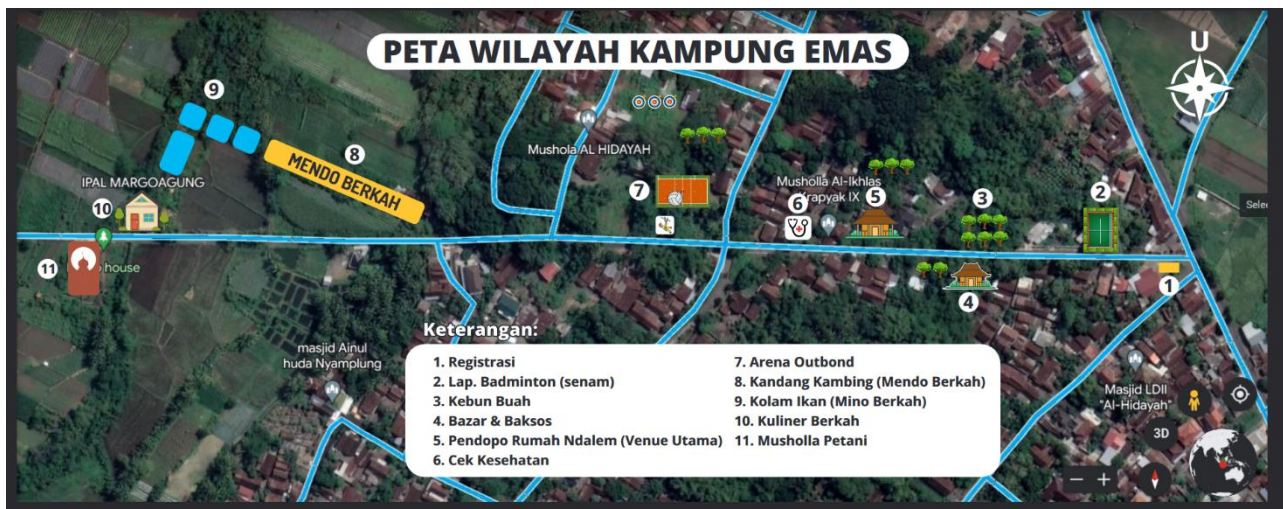 PETA WILAYAH KAMPUNG EMAS
U
9
Mushola AL HIDAYAH
8
MENDO BERKAH
IPAL MARGOAGUNG
10
7
Musholla Al-Ikhlas
Krapyak IX
6
5
3
2
Sele
11
house
4
1
masjid Ainul
huda Nyamplung
Masjid LDII
"Al-Hidayah"
3D
Keterangan:
1. Registrasi
2. Lap. Badminton (senam)
3. Kebun Buah
4. Bazar & Baksos
5. Pendopo Rumah Ndalem (Venue Utama)
6. Cek Kesehatan
7. Arena Outbond
8. Kandang Kambing (Mendo Berkah)
9. Kolam Ikan (Mino Berkah)
10. Kuliner Berkah
11. Musholla Petani